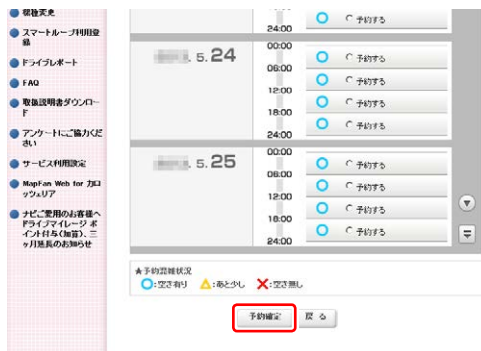 機種変更
スマートループ利用登
録
ドライブレポート
FAQ
取扱説明書ダウンロー
ド
アンケートにご協力くだ
さい
サービス利用設定
MapFan Web for カロ
ッツェリア
ナビご愛用のお客様へ
ドライブマイレージ ポ
イント付与(加算)、三
ヶ月延長のお知らせ
24:00
予約する
. 5.24
00:00
予約する
06:00
予約する
12:00
予約する
18:00
予約する
24:00
. 5.25
00:00
予約する
06:00
予約する
12:00
予約する
18:00
予約する
24:00
★予約混雑状況
○:空き有り △:あと少し ×:空き無し
予約確定 戻 る